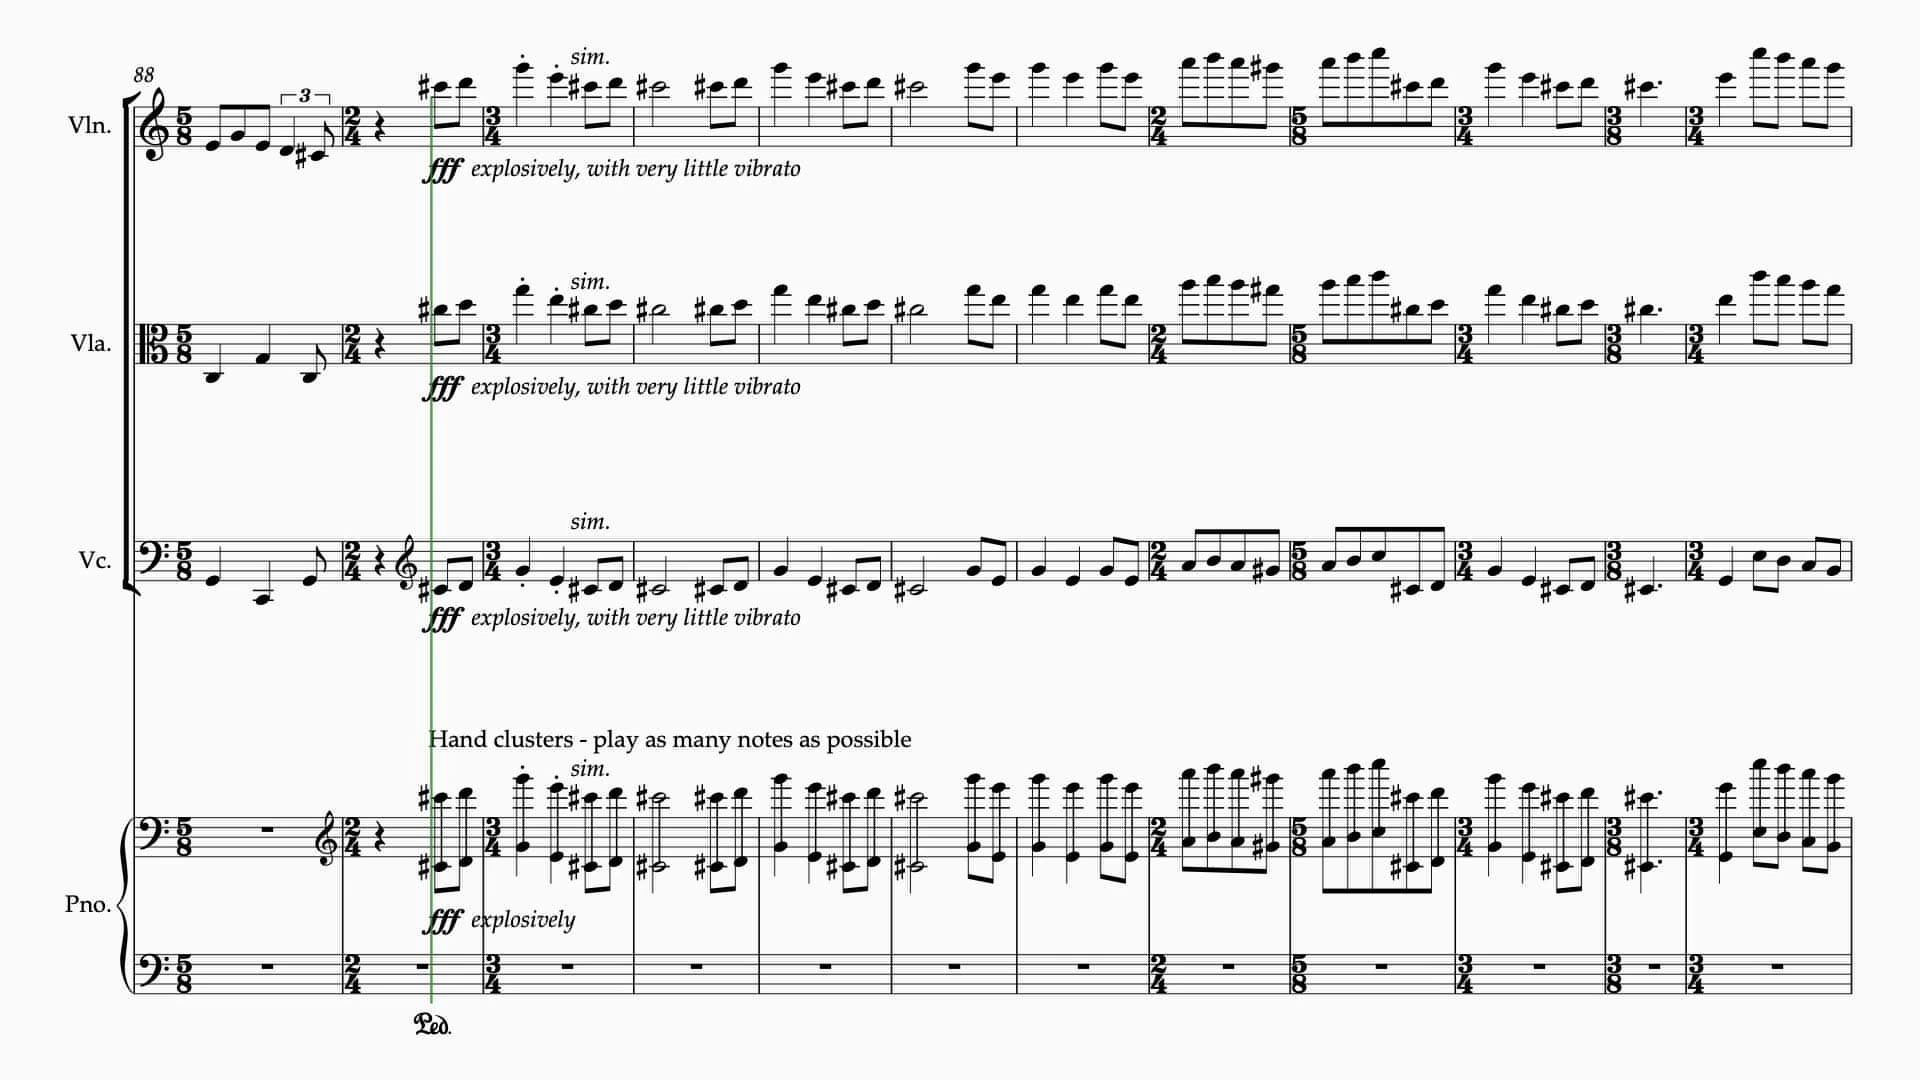 88
Vln.
3
sim.
fff explosively, with very little vibrato
Vla.
sim.
fff explosively, with very little vibrato
Vc.
sim.
fff explosively, with very little vibrato
Hand clusters - play as many notes as possible
sim.
Pno.
fff explosively
Ped.